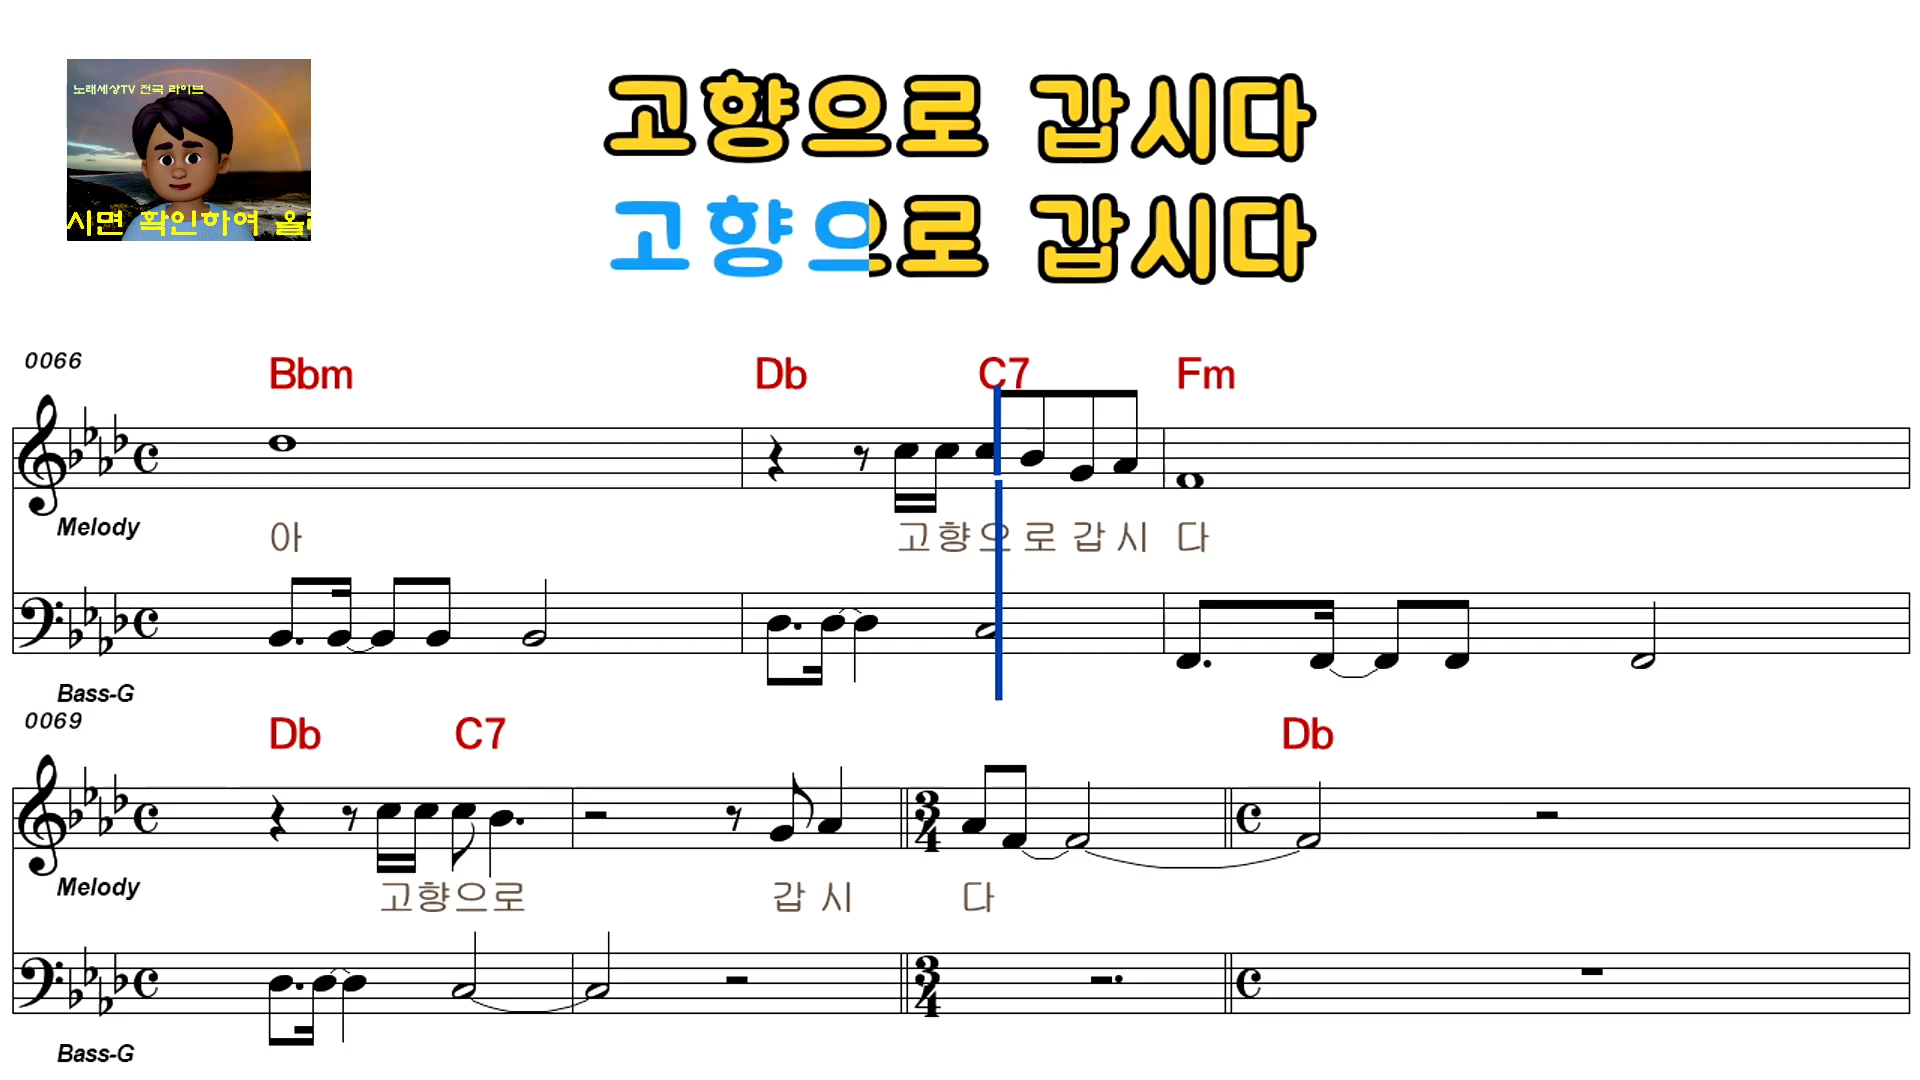 노래세상TV 전국 라이브
시면 확인하여
고향으로 갑시다
고향으로 갑시다
0066
Bbm Db C7 Fm
Melody
아 고향으로갑시 다
Bass-G
0069
Db C7 Db
Melody
고향으로 갑 시 다
Bass-G